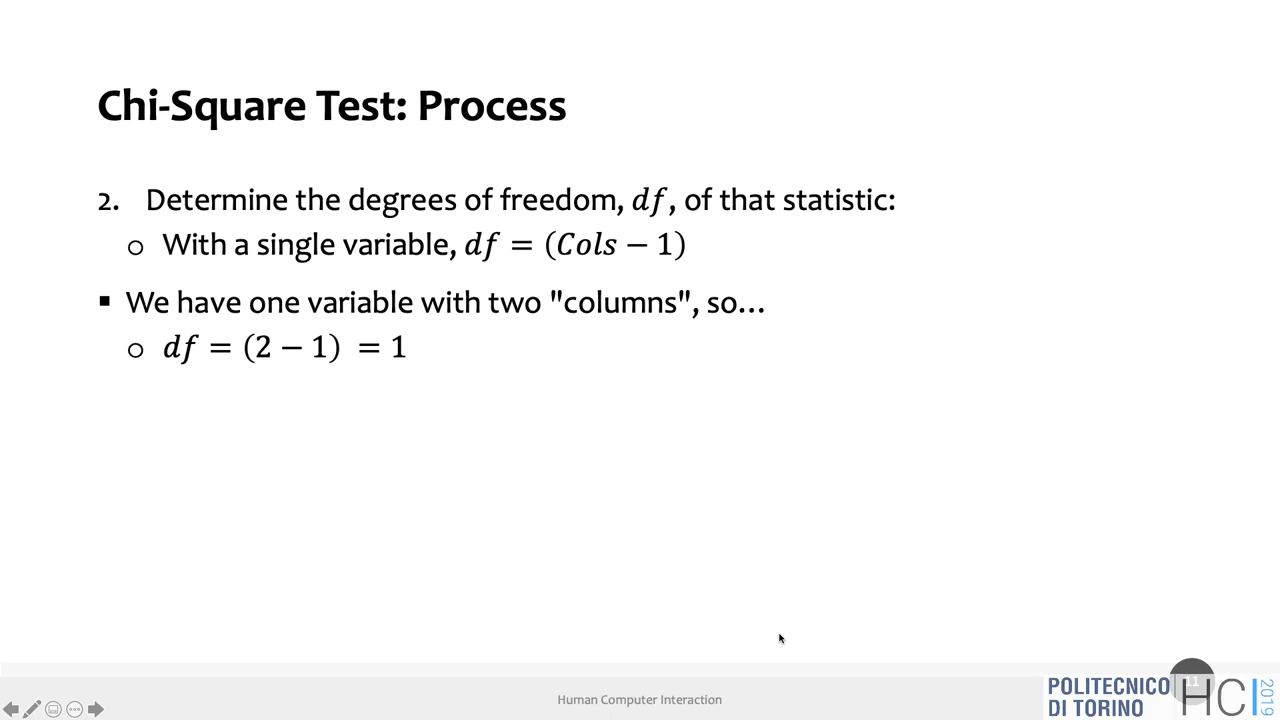 Chi-Square Test: Process
2. Determine the degrees of freedom, df, of that statistic:
o With a single variable, df = (Cols − 1)
▪ We have one variable with two "columns", so…
o df = (2 − 1) = 1
Human Computer Interaction
11
POLITECNICO
DI TORINO
HCI
2019